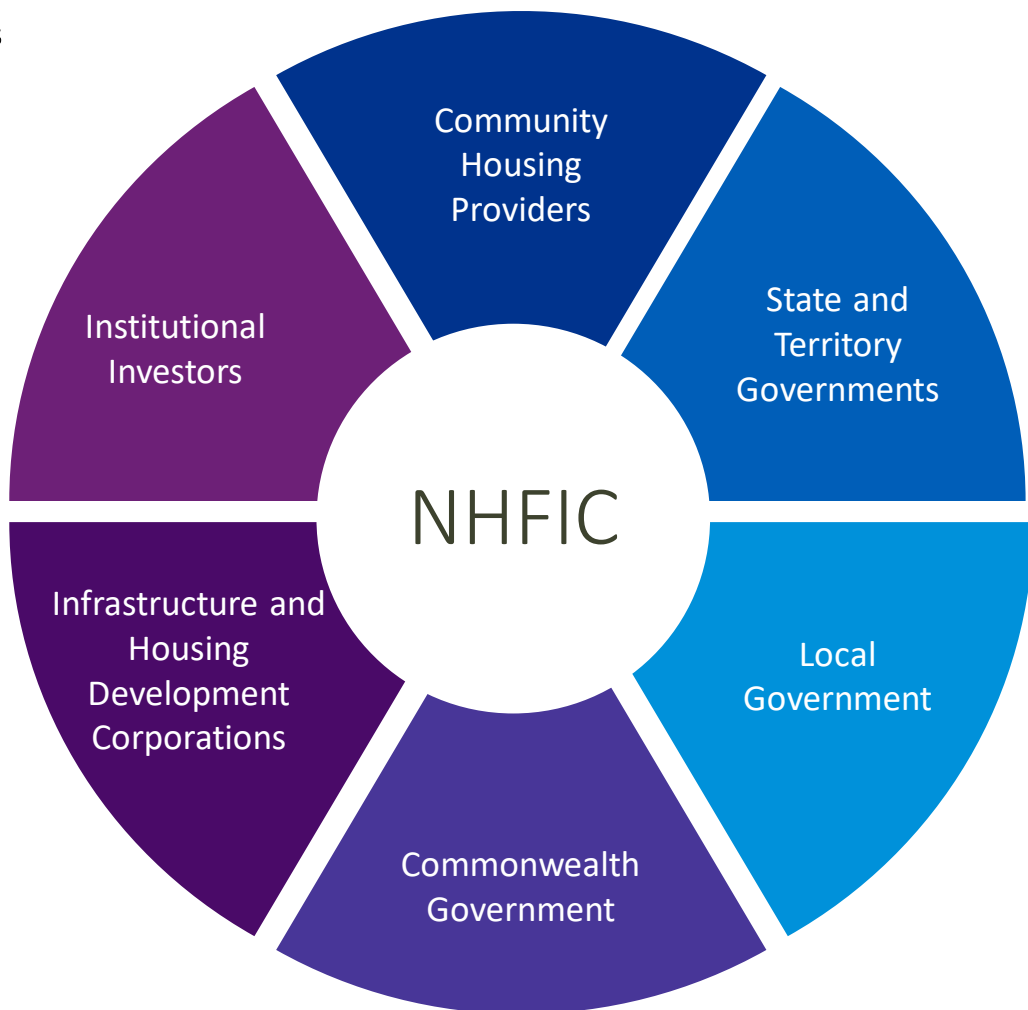 Community
Housing
Providers
State and
Territory
Governments
Local
Government
Commonwealth
Government
Infrastructure and
Housing
Development
Corporations
Institutional
Investors
NHFIC